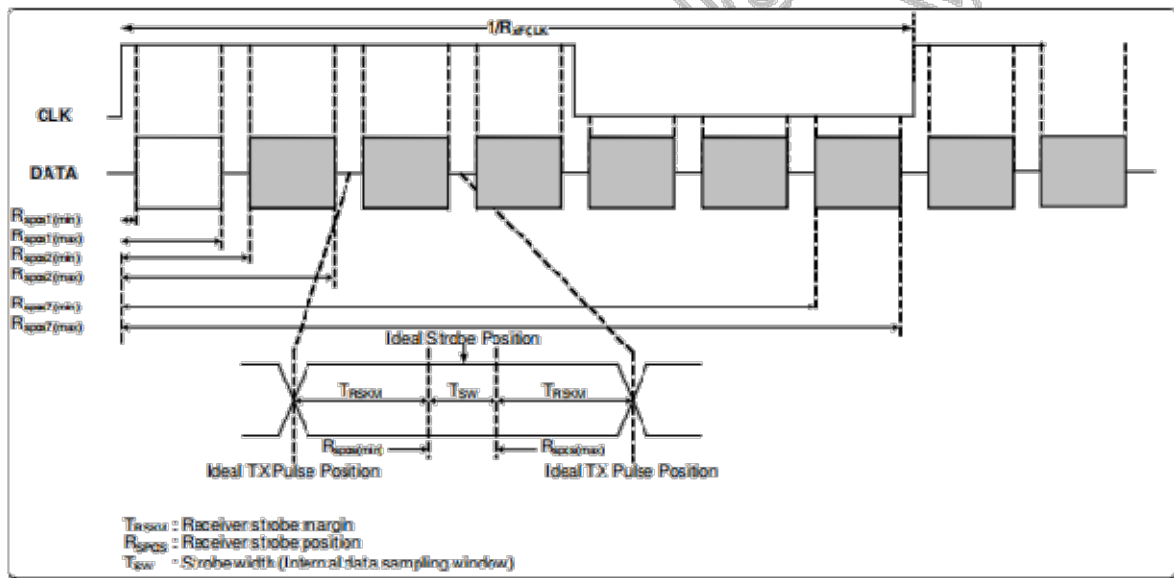 1/RxFCLK
CLK
DATA
Rspos1(min)
Rspos1(max)
Rspos2(min)
Rspos2(max)
Rspos7(min)
Rspos7(max)
Ideal Strobe Position
TRSKM TSW TRSKM
Rspos(min) Rspos(max)
Ideal TX Pulse Position Ideal TX Pulse Position
TRSKM : Receiver strobe margin
RSPOS : Receiver strobe position
TSW : Strobe width (Internal data sampling window)